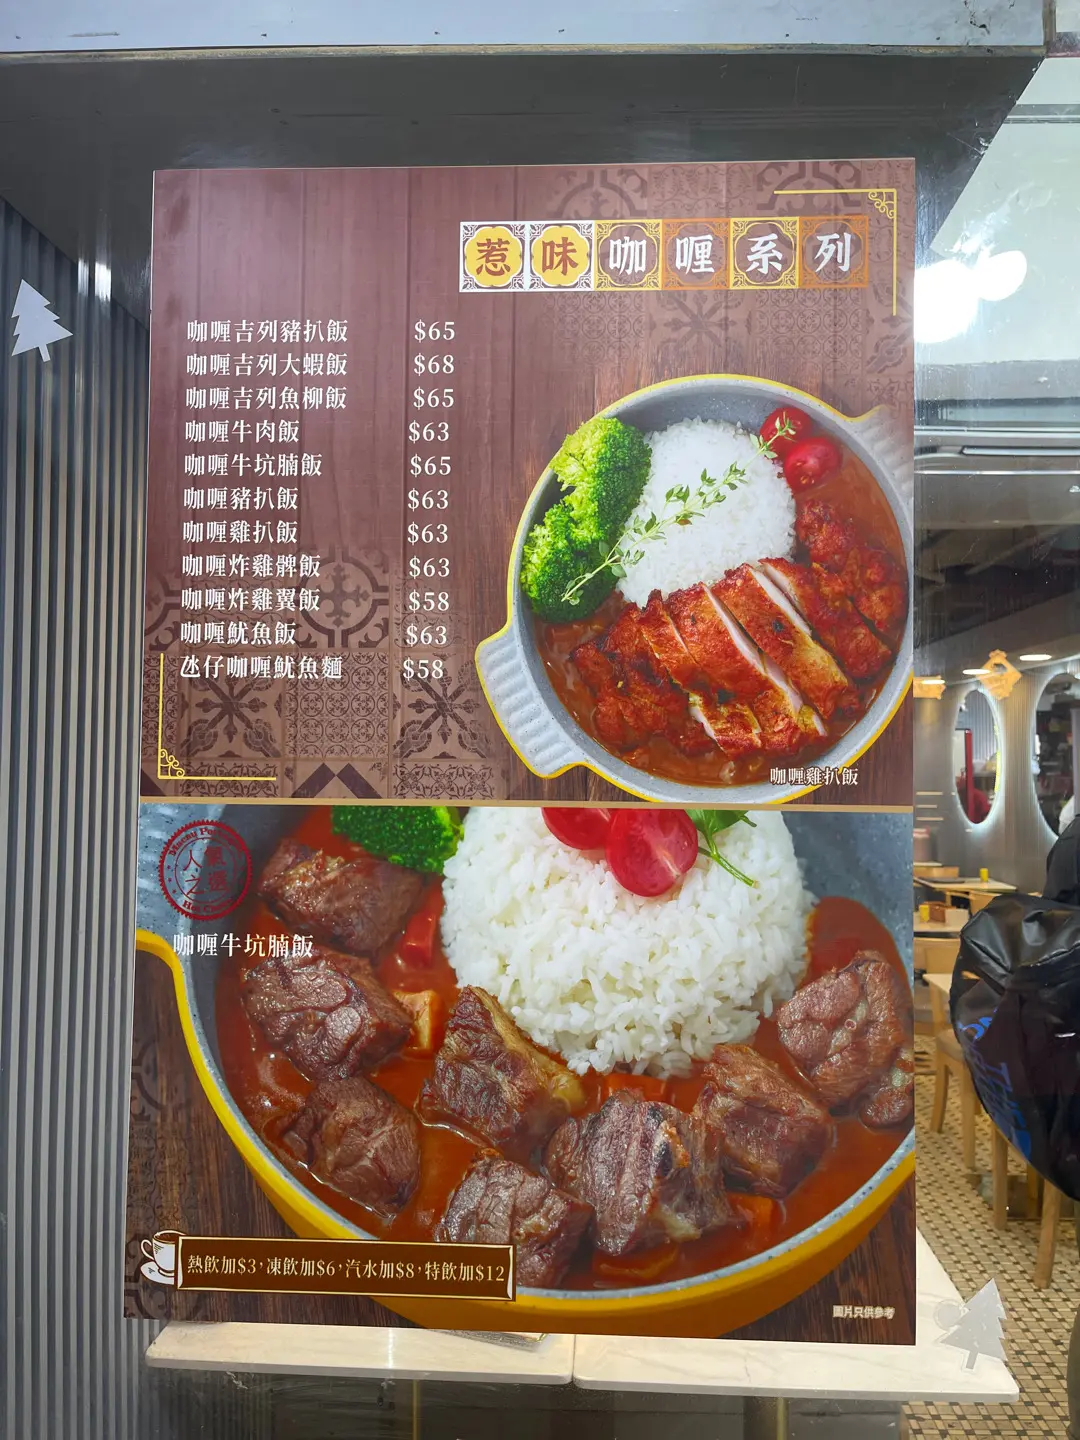 惹味咖喱系列
咖喱吉列豬扒飯 $65
咖喱吉列大蝦飯 $68
咖喱吉列魚柳飯 $65
咖喱牛肉飯 $63
咖喱牛坑腩飯 $65
咖喱豬扒飯 $63
咖喱雞扒飯 $63
咖喱炸雞髀飯 $63
咖喱炸雞翼飯 $58
咖喱魷魚飯 $63
氹仔咖喱魷魚麵 $58
咖喱雞扒飯
人氣之選
咖喱牛坑腩飯
熱飲加$3，凍飲加$6，汽水加$8，特飲加$12
圖片只供參考